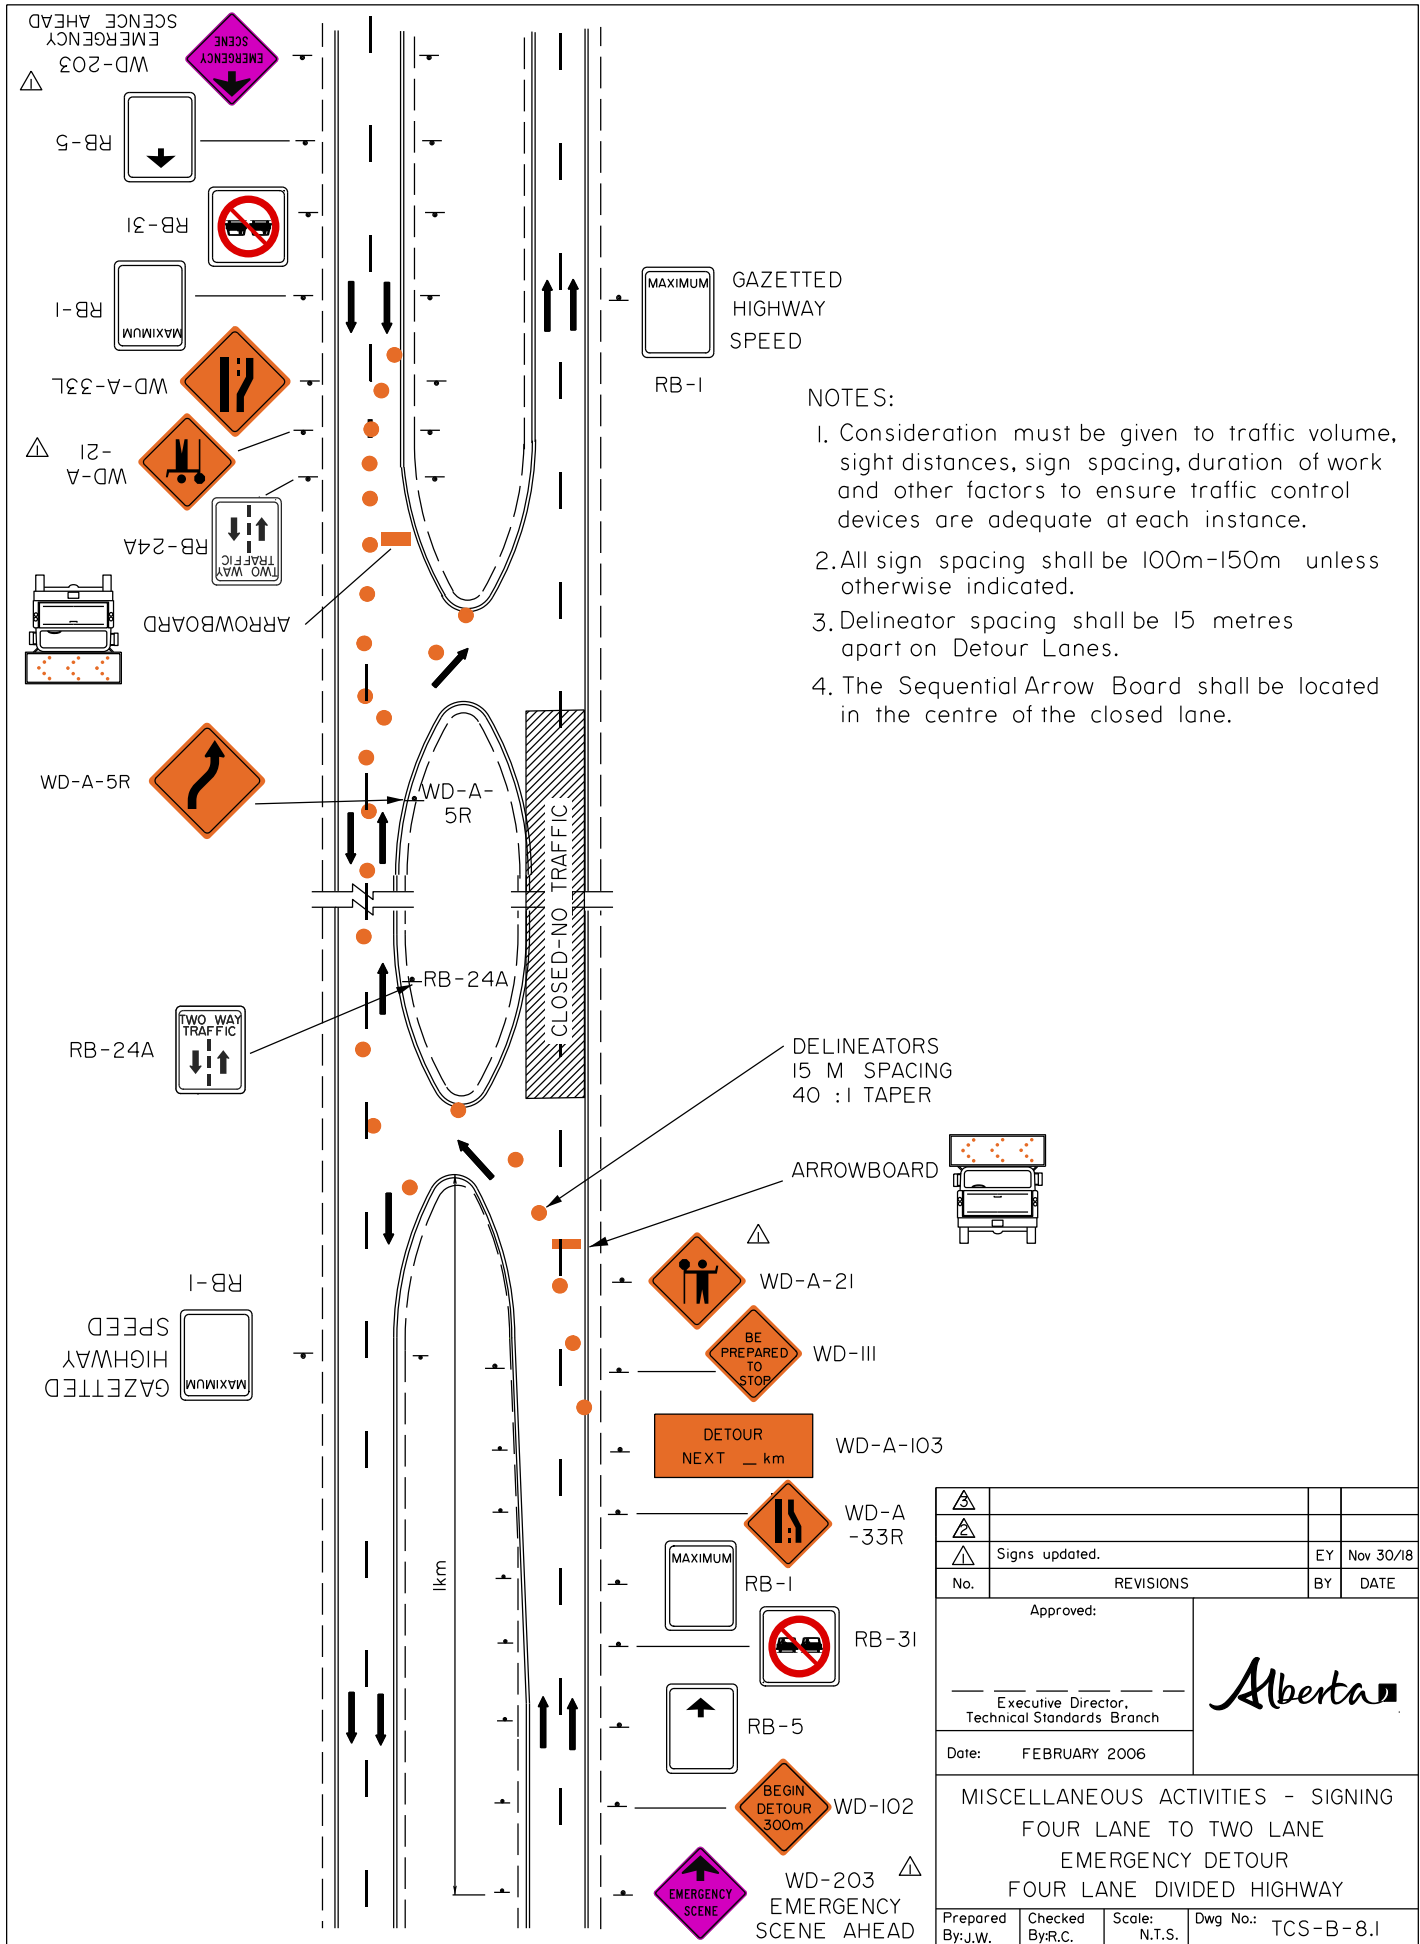 WD-203
EMERGENCY
SCENCE AHEAD
EMERGENCY
SCENE
RB-5
RB-31
RB-1
MAXIMUM
WD-A-33L
WD-A
-21
RB-24A
TWO WAY
TRAFFIC
ARROWBOARD
MAXIMUM
GAZETTED
HIGHWAY
SPEED
RB-1
NOTES:
1. Consideration must be given to traffic volume,
sight distances, sign spacing, duration of work
and other factors to ensure traffic control
devices are adequate at each instance.
2. All sign spacing shall be 100m-150m unless
otherwise indicated.
3. Delineator spacing shall be 15 metres
apart on Detour Lanes.
4. The Sequential Arrow Board shall be located
in the centre of the closed lane.
WD-A-5R
WD-A-
5R
CLOSED-NO TRAFFIC
RB-24A
RB-24A
TWO WAY
TRAFFIC
DELINEATORS
15 M SPACING
40 :1 TAPER
ARROWBOARD
RB-1
GAZETTED
HIGHWAY
SPEED
MAXIMUM
1km
1
WD-A-21
BE
PREPARED
TO
STOP
WD-111
DETOUR
NEXT _ km
WD-A-103
WD-A
-33R
MAXIMUM
RB-1
RB-31
RB-5
BEGIN
DETOUR
300m
WD-102
EMERGENCY
SCENE
WD-203
EMERGENCY
SCENE AHEAD
1
1
1
3
2
1 Signs updated. EY Nov 30/18
No. REVISIONS BY DATE
Approved:
Executive Director,
Technical Standards Branch
Alberta
Date: FEBRUARY 2006
MISCELLANEOUS ACTIVITIES - SIGNING
FOUR LANE TO TWO LANE
EMERGENCY DETOUR
FOUR LANE DIVIDED HIGHWAY
Prepared By:J.W.
Checked By:R.C.
Scale: N.T.S.
Dwg No.: TCS-B-8.1